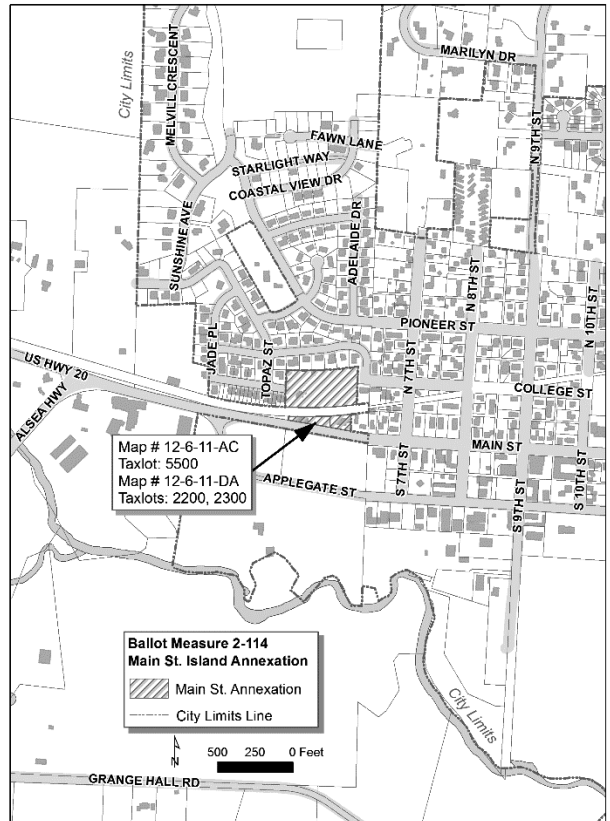 MARILYN DR
City Limits
MELVILL CRESCENT
N 9TH ST
FAWN LANE
STARLIGHT WAY
COASTAL VIEW DR
SUNSHINE AVE
ADELAIDE DR
N 8TH ST
N 10TH ST
PIONEER ST
JADE PL
TOPAZ ST
N 7TH ST
US HWY 20
COLLEGE ST
ALSEA HWY
MAIN ST
Map # 12-6-11-AC
Taxlot: 5500
Map # 12-6-11-DA
Taxlots: 2200, 2300
APPLEGATE ST
S 7TH ST
S 9TH ST
S 10TH ST
Ballot Measure 2-114
Main St. Island Annexation
Main St. Annexation
City Limits Line
City Limits
N
500 250 0 Feet
GRANGE HALL RD